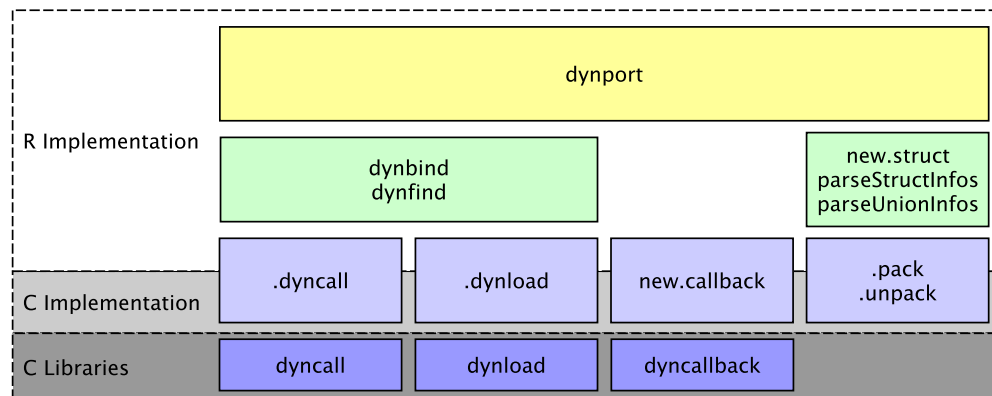 dynport
R Implementation
dynbind
dynfind
new.struct
parseStructInfos
parseUnionInfos
.dyncall
.dynload
new.callback
.pack
.unpack
C Implementation
C Libraries
dyncall
dynload
dyncallback